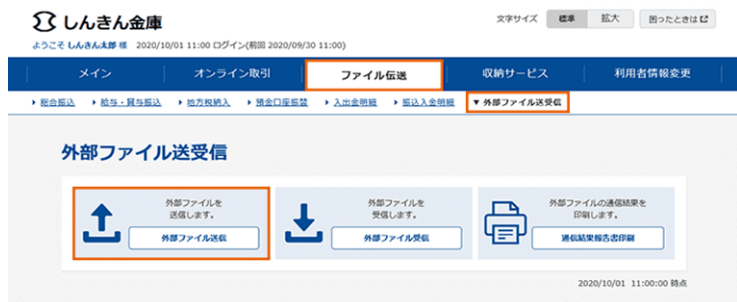 しんきん金庫
文字サイズ 標準 拡大 困ったときは
ようこそ しんきん太郎 様 2020/10/01 11:00 ログイン(前回 2020/09/30 11:00)
メイン オンライン取引 ファイル伝送 収納サービス 利用者情報変更
総合振込 給与・賞与振込 地方税納入 預金口座振替 入出金明細 振込入金明細 ▼ 外部ファイル送受信
外部ファイル送受信
外部ファイルを
送信します。
外部ファイル送信
外部ファイルを
受信します。
外部ファイル受信
外部ファイルの通信結果を
印刷します。
通信結果報告書印刷
2020/10/01 11:00:00 時点